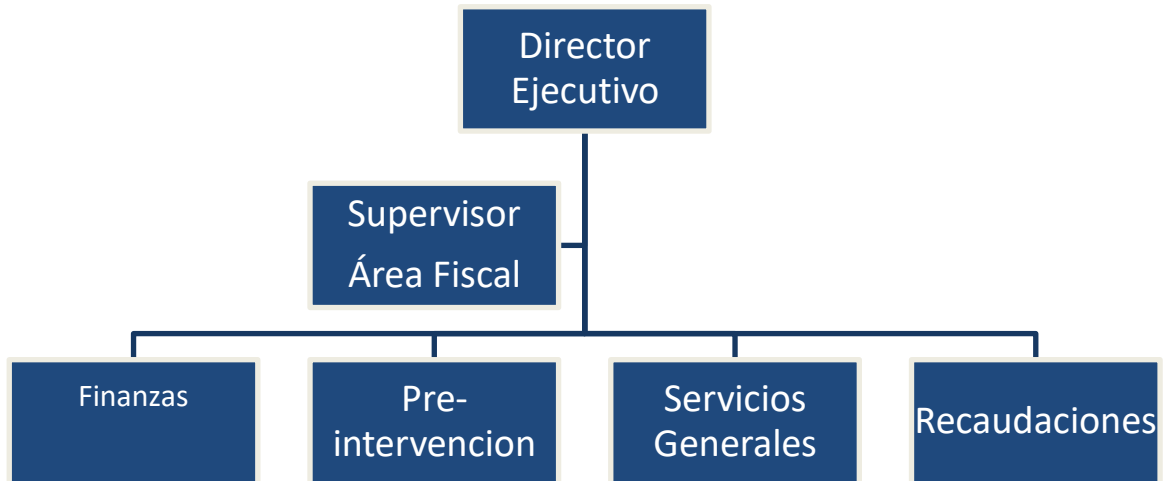 Director
Ejecutivo
Supervisor
Área Fiscal
Finanzas
Pre-
intervencion
Servicios
Generales
Recaudaciones